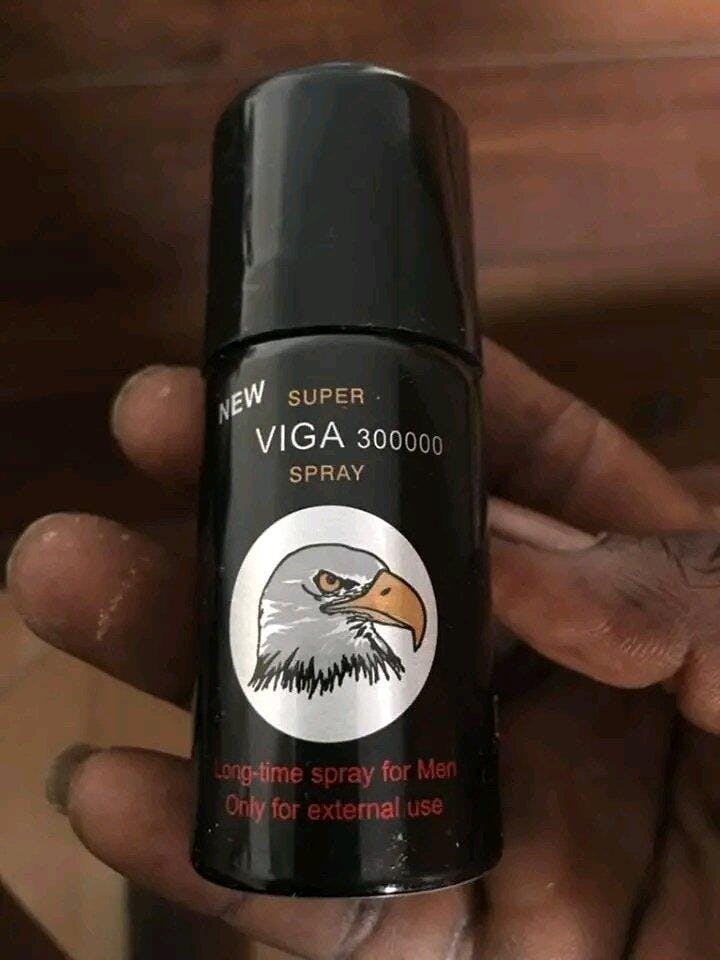 NEW
SUPER
VIGA 300000
SPRAY
Long-time spray for Men
Only for external use